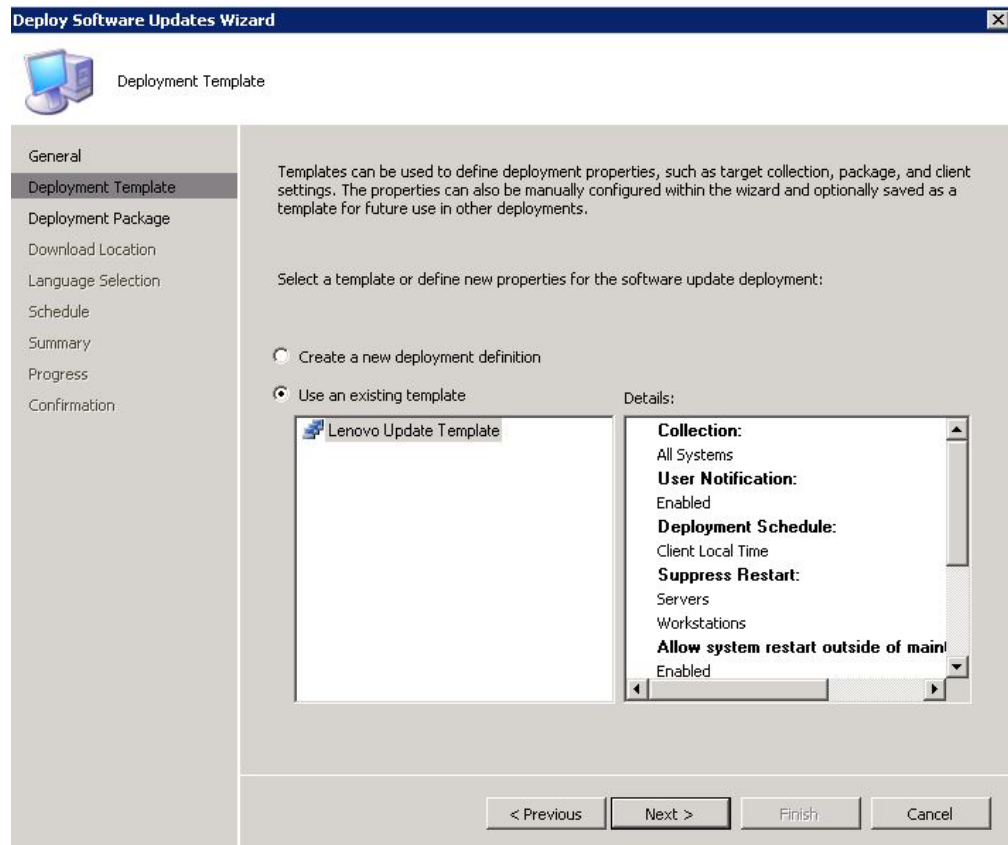 Deploy Software Updates Wizard
Deployment Template
General
Deployment Template
Deployment Package
Download Location
Language Selection
Schedule
Summary
Progress
Confirmation
Templates can be used to define deployment properties, such as target collection, package, and client
settings. The properties can also be manually configured within the wizard and optionally saved as a
template for future use in other deployments.
Select a template or define new properties for the software update deployment:
Create a new deployment definition
Use an existing template
Lenovo Update Template
Details:
Collection:
All Systems
User Notification:
Enabled
Deployment Schedule:
Client Local Time
Suppress Restart:
Servers
Workstations
Allow system restart outside of main
Enabled
< Previous
Next >
Finish
Cancel